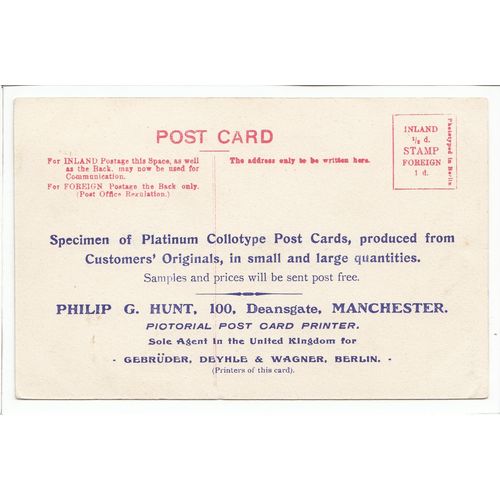 POST CARD
For INLAND Postage this Space, as well
as the Back, may now be used for
Communication.
For FOREIGN Postage the Back only.
(Post Office Regulation.)
The address only to be written here.
INLAND
½ d.
STAMP
FOREIGN
1 d.
Phototyped in Berlin
Specimen of Platinum Collotype Post Cards, produced from
Customers' Originals, in small and large quantities.
Samples and prices will be sent post free.
PHILIP G. HUNT, 100, Deansgate, MANCHESTER.
PICTORIAL POST CARD PRINTER.
Sole Agent in the United Kingdom for
- GEBRÜDER, DEYHLE & WAGNER, BERLIN. -
(Printers of this card).